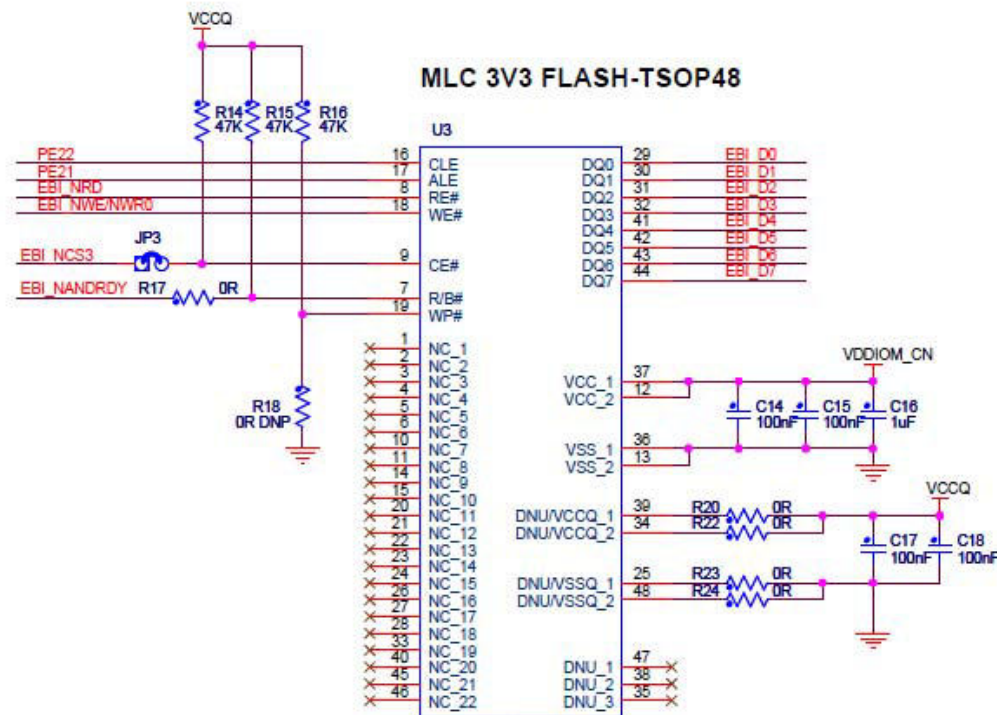 VCCQ
MLC 3V3 FLASH-TSOP48
R14
47K
R15
47K
R16
47K
U3
PE22 16 CLE
PE21 17 ALE
EBI_NRD 8 RE#
EBI_NWE/NWR0 18 WE#
JP3
EBI_NCS3 9 CE#
EBI_NANDRDY R17 0R 7 R/B#
19 WP#
R18
0R DNP
1 NC_1
2 NC_2
3 NC_3
4 NC_4
5 NC_5
6 NC_6
10 NC_7
11 NC_8
14 NC_9
15 NC_10
20 NC_11
21 NC_12
22 NC_13
23 NC_14
24 NC_15
26 NC_16
27 NC_17
28 NC_18
33 NC_19
40 NC_20
45 NC_21
46 NC_22
DQ0 29 EBI_D0
DQ1 30 EBI_D1
DQ2 31 EBI_D2
DQ3 32 EBI_D3
DQ4 41 EBI_D4
DQ5 42 EBI_D5
DQ6 43 EBI_D6
DQ7 44 EBI_D7
VDDIOM_CN
VCC_1 37
VCC_2 12
C14
100nF
C15
100nF
C16
1uF
VSS_1 36
VSS_2 13
VCCQ
DNU/VCCQ_1 39 R20 0R
DNU/VCCQ_2 34 R22 0R
C17
100nF
C18
100nF
DNU/VSSQ_1 25 R23 0R
DNU/VSSQ_2 48 R24 0R
DNU_1 47
DNU_2 38
DNU_3 35